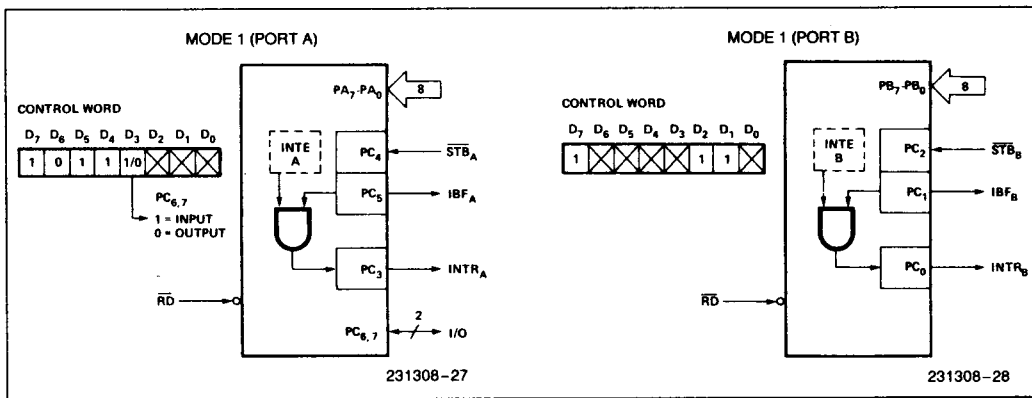 MODE 1 (PORT A)
PA7-PA0
8
CONTROL WORD
D7 D6 D5 D4 D3 D2 D1 D0
1 0 1 1 1/0
PC6,7
1 = INPUT
0 = OUTPUT
INTE
A
PC4
STBA
PC5
IBFA
PC3
INTRA
RD
PC6,7
2
I/O
231308-27
MODE 1 (PORT B)
PB7-PB0
8
CONTROL WORD
D7 D6 D5 D4 D3 D2 D1 D0
1 1 1
INTE
B
PC2
STBB
PC1
IBFB
PC0
INTRB
RD
231308-28